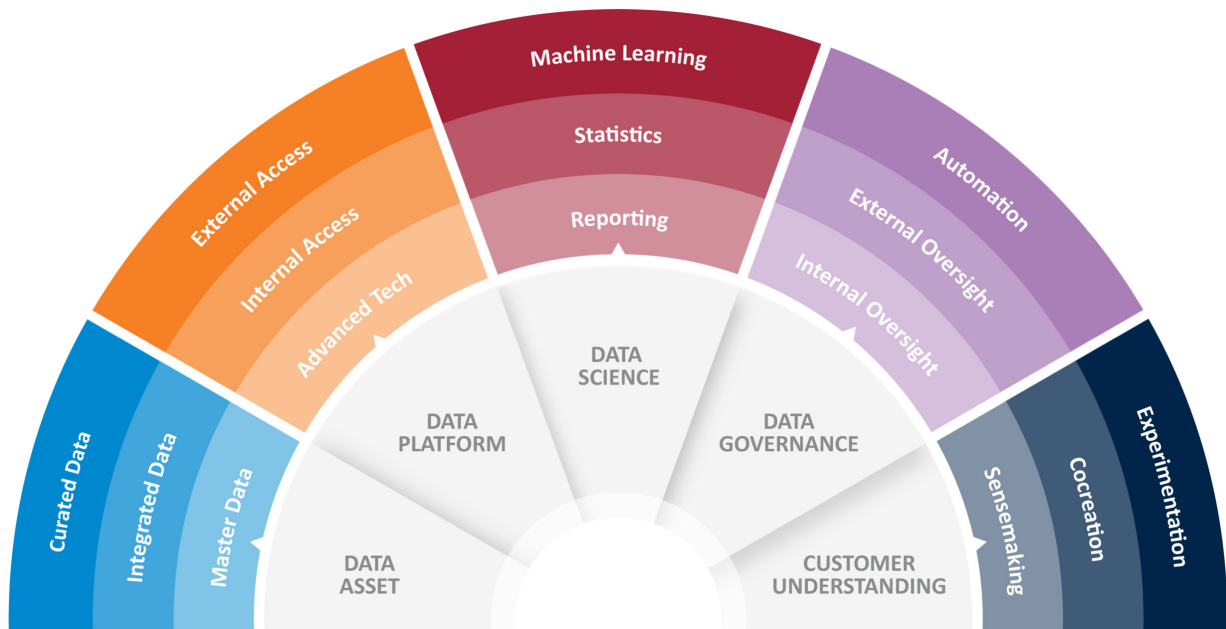 Curated Data
Integrated Data
Master Data
DATA
ASSET
External Access
Internal Access
Advanced Tech
DATA
PLATFORM
Machine Learning
Statistics
Reporting
DATA
SCIENCE
Automation
External Oversight
Internal Oversight
DATA
GOVERNANCE
Experimentation
Cocreation
Sensemaking
CUSTOMER
UNDERSTANDING